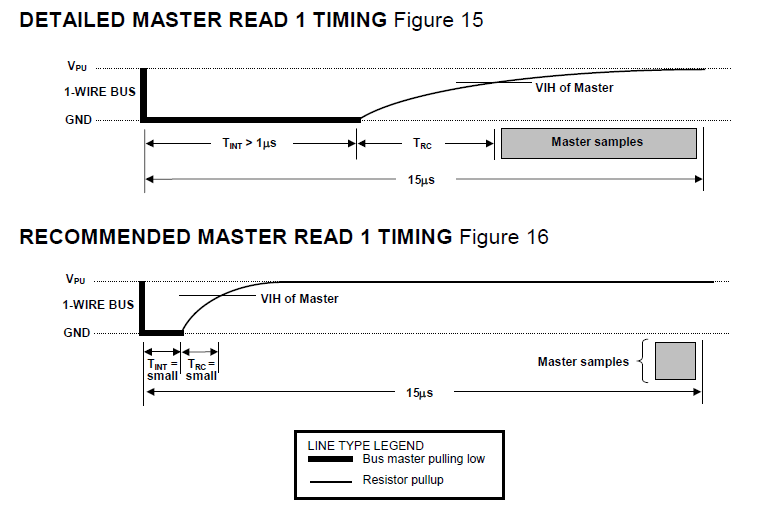 DETAILED MASTER READ 1 TIMING Figure 15
VPU
1-WIRE BUS
GND
VIH of Master
TINT > 1μs
TRC
Master samples
15μs
RECOMMENDED MASTER READ 1 TIMING Figure 16
VPU
1-WIRE BUS
GND
VIH of Master
TINT =
small
TRC =
small
Master samples
15μs
LINE TYPE LEGEND
Bus master pulling low
Resistor pullup